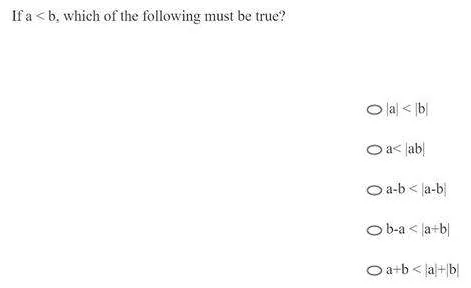 If a < b, which of the following must be true?
|a| < |b|
a< |ab|
a-b < |a-b|
b-a < |a+b|
a+b < |a|+|b|